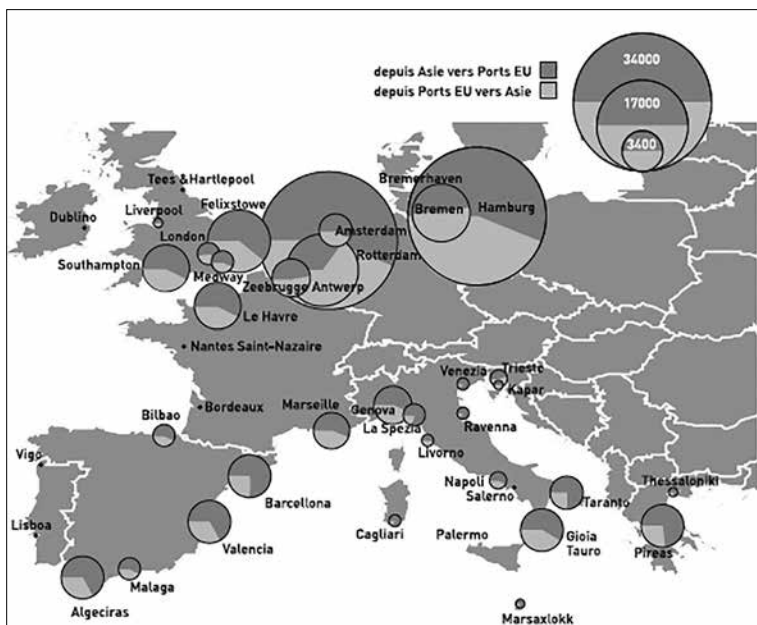 depuis Asie vers Ports EU
depuis Ports EU vers Asie
34000
17000
3400
Tees &Hartlepool
Dublino
Liverpool
Felixstowe
London
Southampton
Medway
Amsterdam
Rotterdam
Zeebrugge Antwerp
Bremerhaven
Bremen
Hamburg
Le Havre
Nantes Saint-Nazaire
Bordeaux
Marseille
Genova
La Spezia
Venezia
Trieste
Kapar
Ravenna
Livorno
Bilbao
Vigo
Lisboa
Barcellona
Valencia
Malaga
Algeciras
Cagliari
Napoli
Salerno
Palermo
Taranto
Gioia
Tauro
Thessaloniki
Pireas
Marsaxlokk